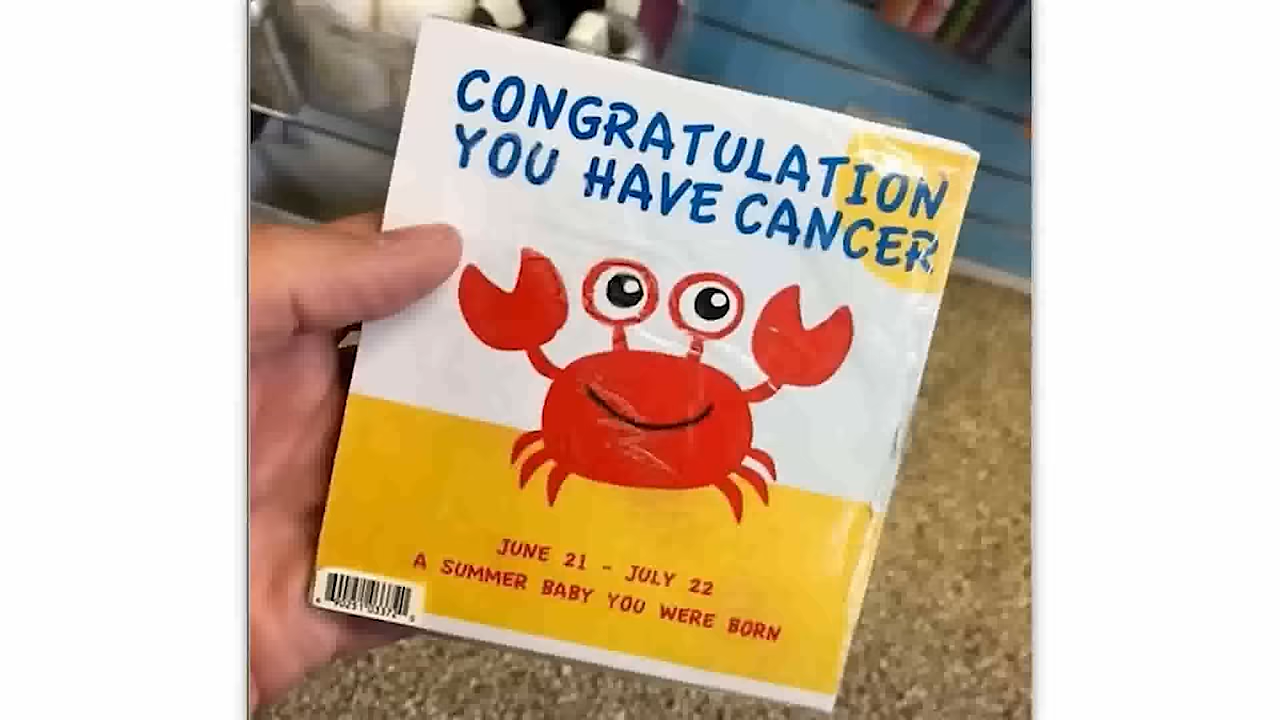 CONGRATULATION
YOU HAVE CANCER
JUNE 21 - JULY 22
A SUMMER BABY YOU WERE BORN